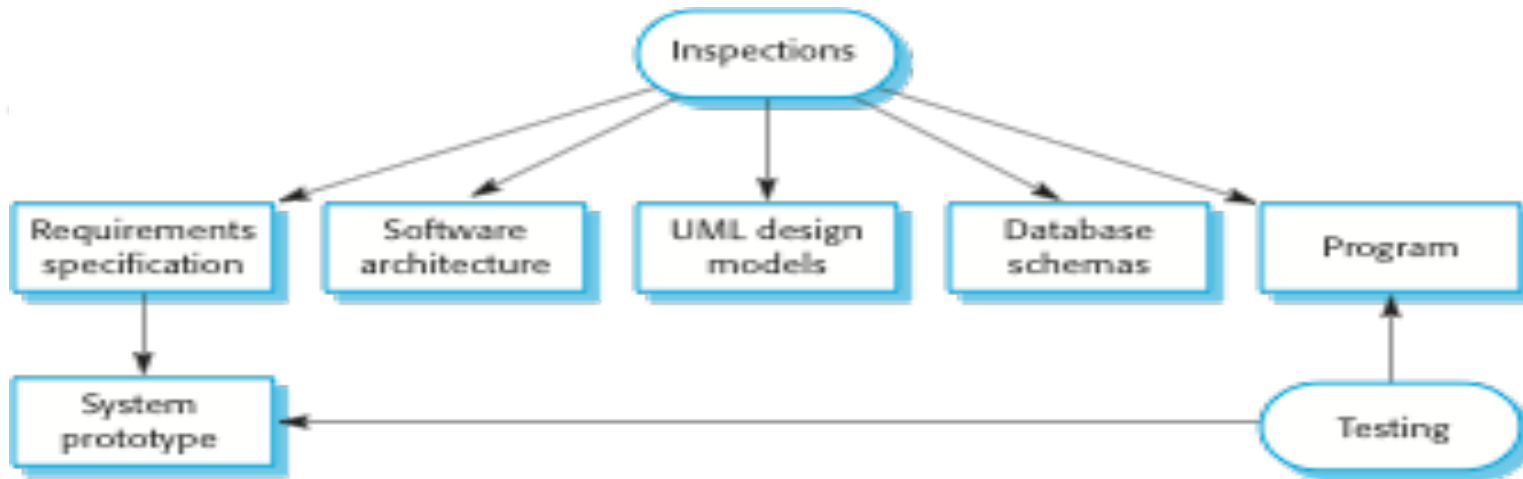 Inspections
Requirements
specification
Software
architecture
UML design
models
Database
schemas
Program
System
prototype
Testing